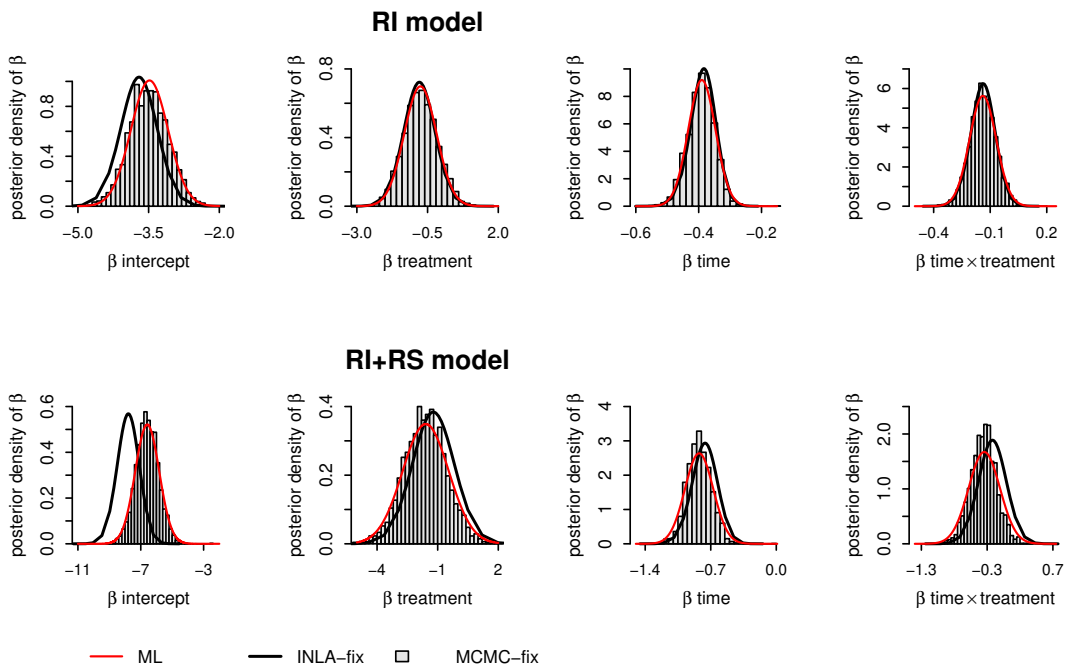 RI model
posterior density of β
0.0 0.4 0.8
−5.0 −3.5 −2.0
β intercept
posterior density of β
0.0 0.4 0.8
−3.0 −0.5 2.0
β treatment
posterior density of β
0 2 4 6 8
−0.6 −0.4 −0.2
β time
posterior density of β
0 2 4 6
−0.4 −0.1 0.2
β time × treatment
RI+RS model
posterior density of β
0.0 0.2 0.4 0.6
−11 −7 −3
β intercept
posterior density of β
0.0 0.2 0.4
−4 −1 2
β treatment
posterior density of β
0 1 2 3 4
−1.4 −0.7 0.0
β time
posterior density of β
0.0 1.0 2.0
−1.3 −0.3 0.7
β time × treatment
ML INLA−fix MCMC−fix